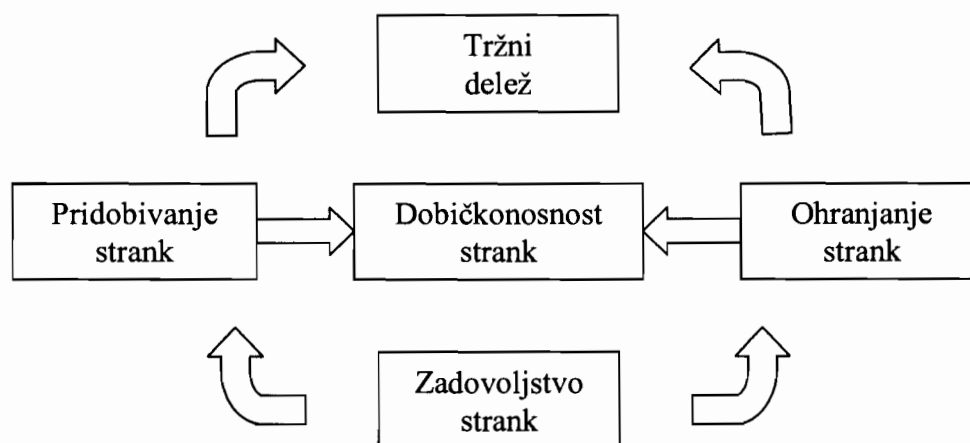 Tržni
delež
Pridobivanje
strank
Dobičkonosnost
strank
Ohranjanje
strank
Zadovoljstvo
strank